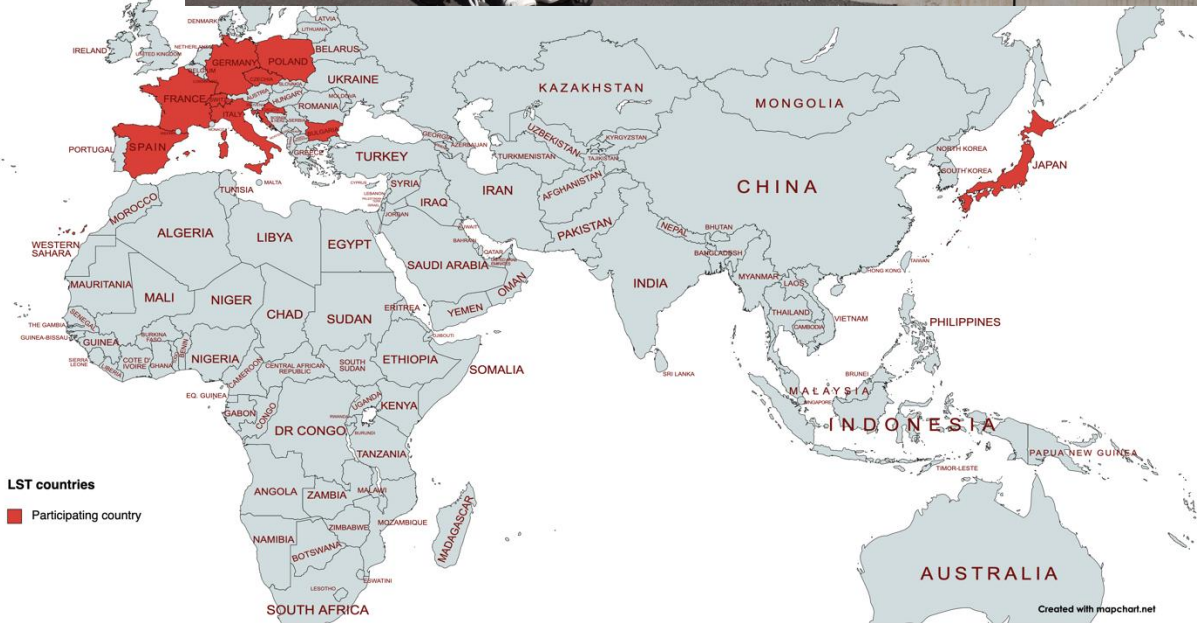 DENMARK
LATVIA
LITHUANIA
IRELAND
UNITED KINGDOM
NETHERLANDS
BELGIUM
GERMANY
POLAND
BELARUS
CZECHIA
SLOVAKIA
UKRAINE
FRANCE
AUSTRIA
HUNGARY
MOLDOVA
ROMANIA
ITALY
BULGARIA
PORTUGAL
SPAIN
GREECE
MALTA
TURKEY
GEORGIA
AZERBAIJAN
KAZAKHSTAN
MONGOLIA
UZBEKISTAN
KYRGYZSTAN
TURKMENISTAN
TAJIKISTAN
NORTH KOREA
SOUTH KOREA
JAPAN
CHINA
TUNISIA
CYPRUS
SYRIA
LEBANON
IRAQ
IRAN
AFGHANISTAN
JORDAN
PAKISTAN
NEPAL
BHUTAN
MOROCCO
WESTERN
SAHARA
ALGERIA
LIBYA
EGYPT
KUWAIT
BAHRAIN
QATAR
SAUDI ARABIA
OMAN
YEMEN
BANGLADESH
INDIA
MYANMAR
LAOS
HONG KONG
TAIWAN
THAILAND
CAMBODIA
VIETNAM
PHILIPPINES
MAURITANIA
MALI
NIGER
CHAD
SUDAN
ERITREA
DJIBOUTI
SENEGAL
THE GAMBIA
GUINEA-BISSAU
GUINEA
SIERRA
LEONE
LIBERIA
COTE D'
IVOIRE
BURKINA
FASO
GHANA
TOGO
BENIN
NIGERIA
CAMEROON
CENTRAL AFRICAN
REPUBLIC
SOUTH
SUDAN
ETHIOPIA
SOMALIA
SRI LANKA
BRUNEI
MALAYSIA
SINGAPORE
INDONESIA
PAPUA NEW GUINEA
TIMOR-LESTE
EQ. GUINEA
GABON
CONGO
DR CONGO
UGANDA
KENYA
RWANDA
BURUNDI
TANZANIA
ANGOLA
ZAMBIA
MALAWI
MOZAMBIQUE
ZIMBABWE
MADAGASCAR
NAMIBIA
BOTSWANA
ESWATINI
LESOTHO
SOUTH AFRICA
AUSTRALIA
LST countries
Participating country
Created with mapchart.net